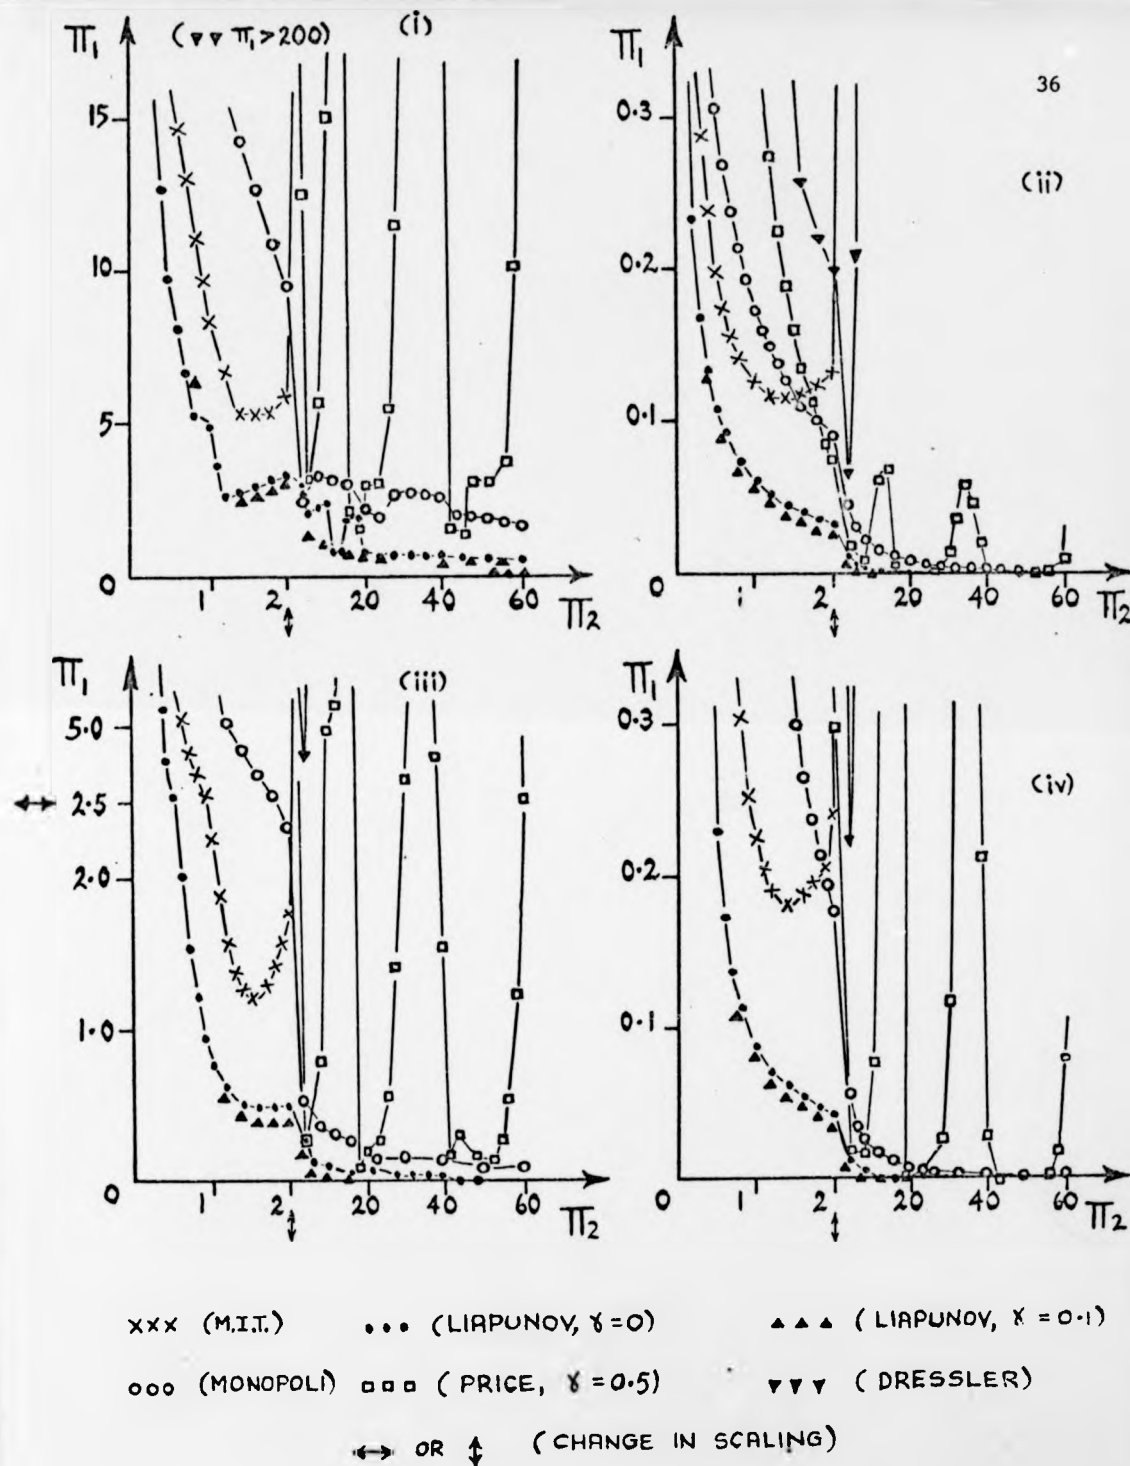 Π₁ (▼▼ Π₁>200) (i)
15
10
5
0 1 2 20 40 60 Π₂
36
Π₁ (ii)
0.3
0.2
0.1
0 1 2 20 40 60 Π₂
Π₁ (iii)
5.0
2.5
2.0
1.0
0 1 2 20 40 60 Π₂
Π₁ (iv)
0.3
0.2
0.1
0 1 2 20 40 60 Π₂
××× (M.I.T.) ••• (LIAPUNOV, γ=0) ▲▲▲ (LIAPUNOV, γ=0.1)
ooo (MONOPOLI) □□□ (PRICE, γ=0.5) ▼▼▼ (DRESSLER)
↔ OR ↕ (CHANGE IN SCALING)